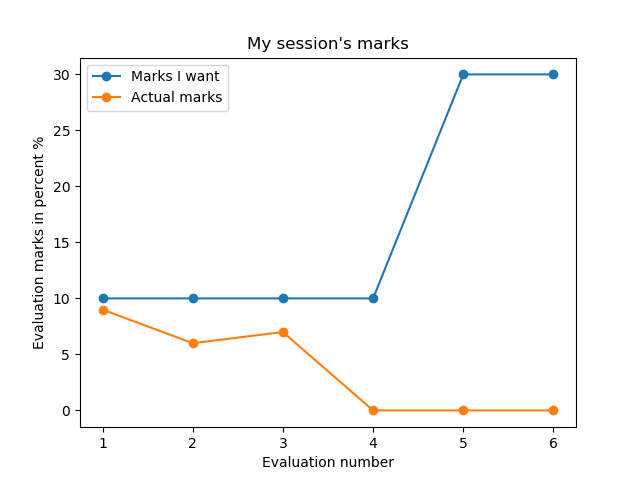 My session's marks
Marks I want
Actual marks
Evaluation marks in percent %
30
25
20
15
10
5
0
1 2 3 4 5 6
Evaluation number